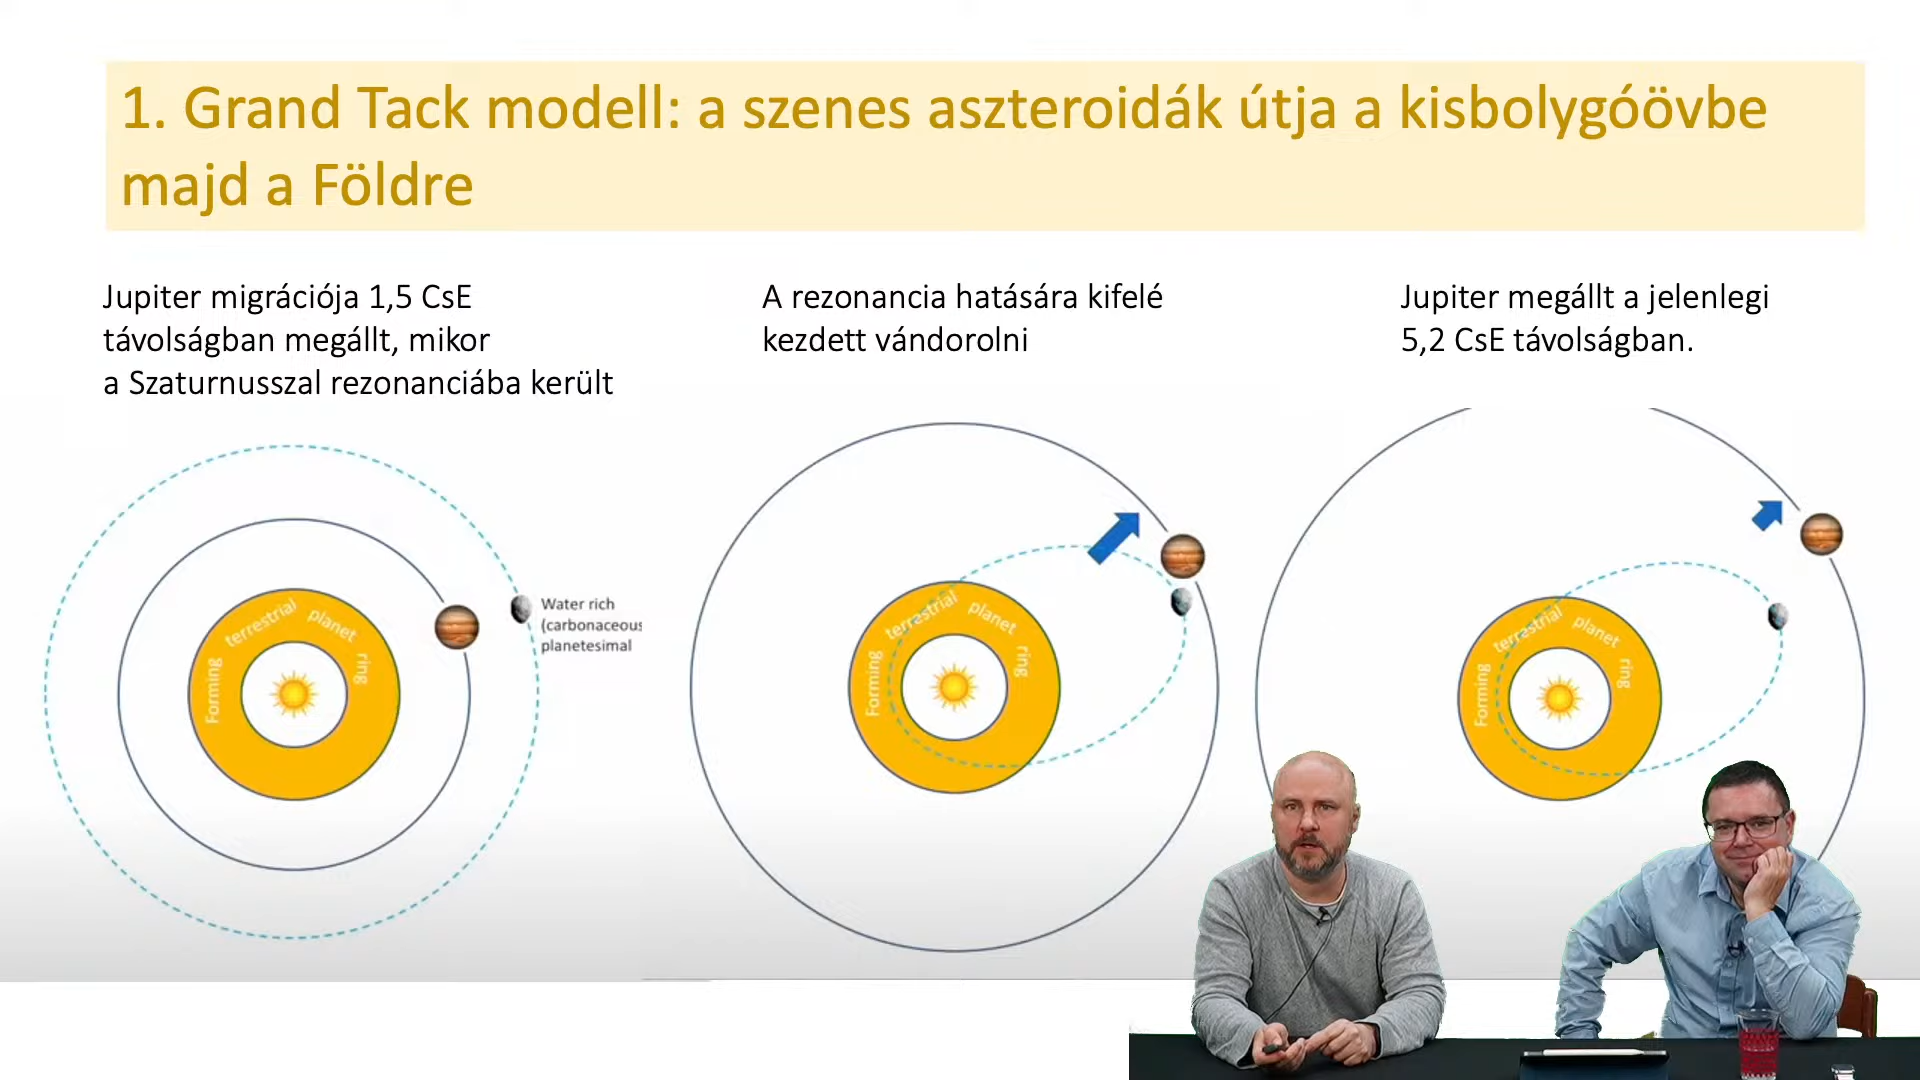 1. Grand Tack modell: a szenes aszteroidák útja a kisbolygóövbe
majd a Földre
Jupiter migrációja 1,5 CsE
távolságban megállt, mikor
a Szaturnusszal rezonanciába került
A rezonancia hatására kifelé
kezdett vándorolni
Jupiter megállt a jelenlegi
5,2 CsE távolságban.
Forming terrestrial planet ring
Water rich
(carbonaceous
planetesimal
Forming terrestrial planet ring
Forming terrestrial planet ring